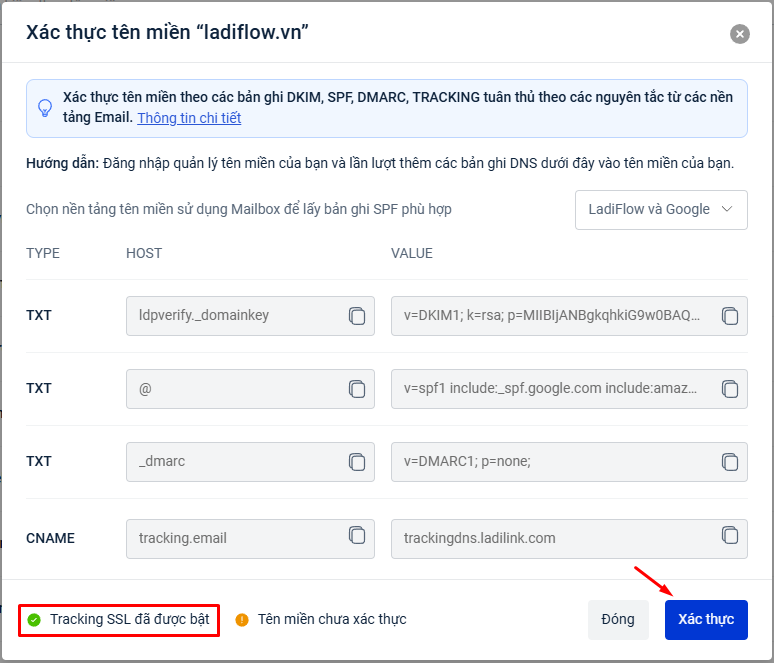 Xác thực tên miền “ladiflow.vn”
Xác thực tên miền theo các bản ghi DKIM, SPF, DMARC, TRACKING tuân thủ theo các nguyên tắc từ các nền
tảng Email. Thông tin chi tiết
Hướng dẫn: Đăng nhập quản lý tên miền của bạn và lần lượt thêm các bản ghi DNS dưới đây vào tên miền của bạn.
Chọn nền tảng tên miền sử dụng Mailbox để lấy bản ghi SPF phù hợp
LadiFlow và Google
TYPE HOST VALUE
TXT ldpverify._domainkey v=DKIM1; k=rsa; p=MIIBIjANBgkqhkiG9w0BAQ...
TXT @ v=spf1 include:_spf.google.com include:amaz...
TXT _dmarc v=DMARC1; p=none;
CNAME tracking.email trackingdns.ladilink.com
Tracking SSL đã được bật Tên miền chưa xác thực Đóng Xác thực